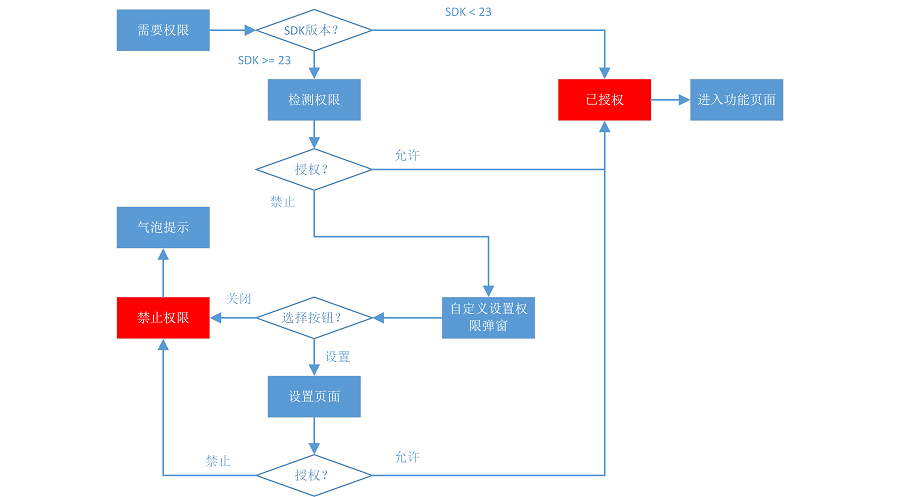 需要权限
SDK版本?
SDK < 23
SDK >= 23
检测权限
已授权
进入功能页面
授权?
允许
禁止
气泡提示
禁止权限
关闭
选择按钮?
自定义设置权
限弹窗
设置
设置页面
禁止
授权?
允许